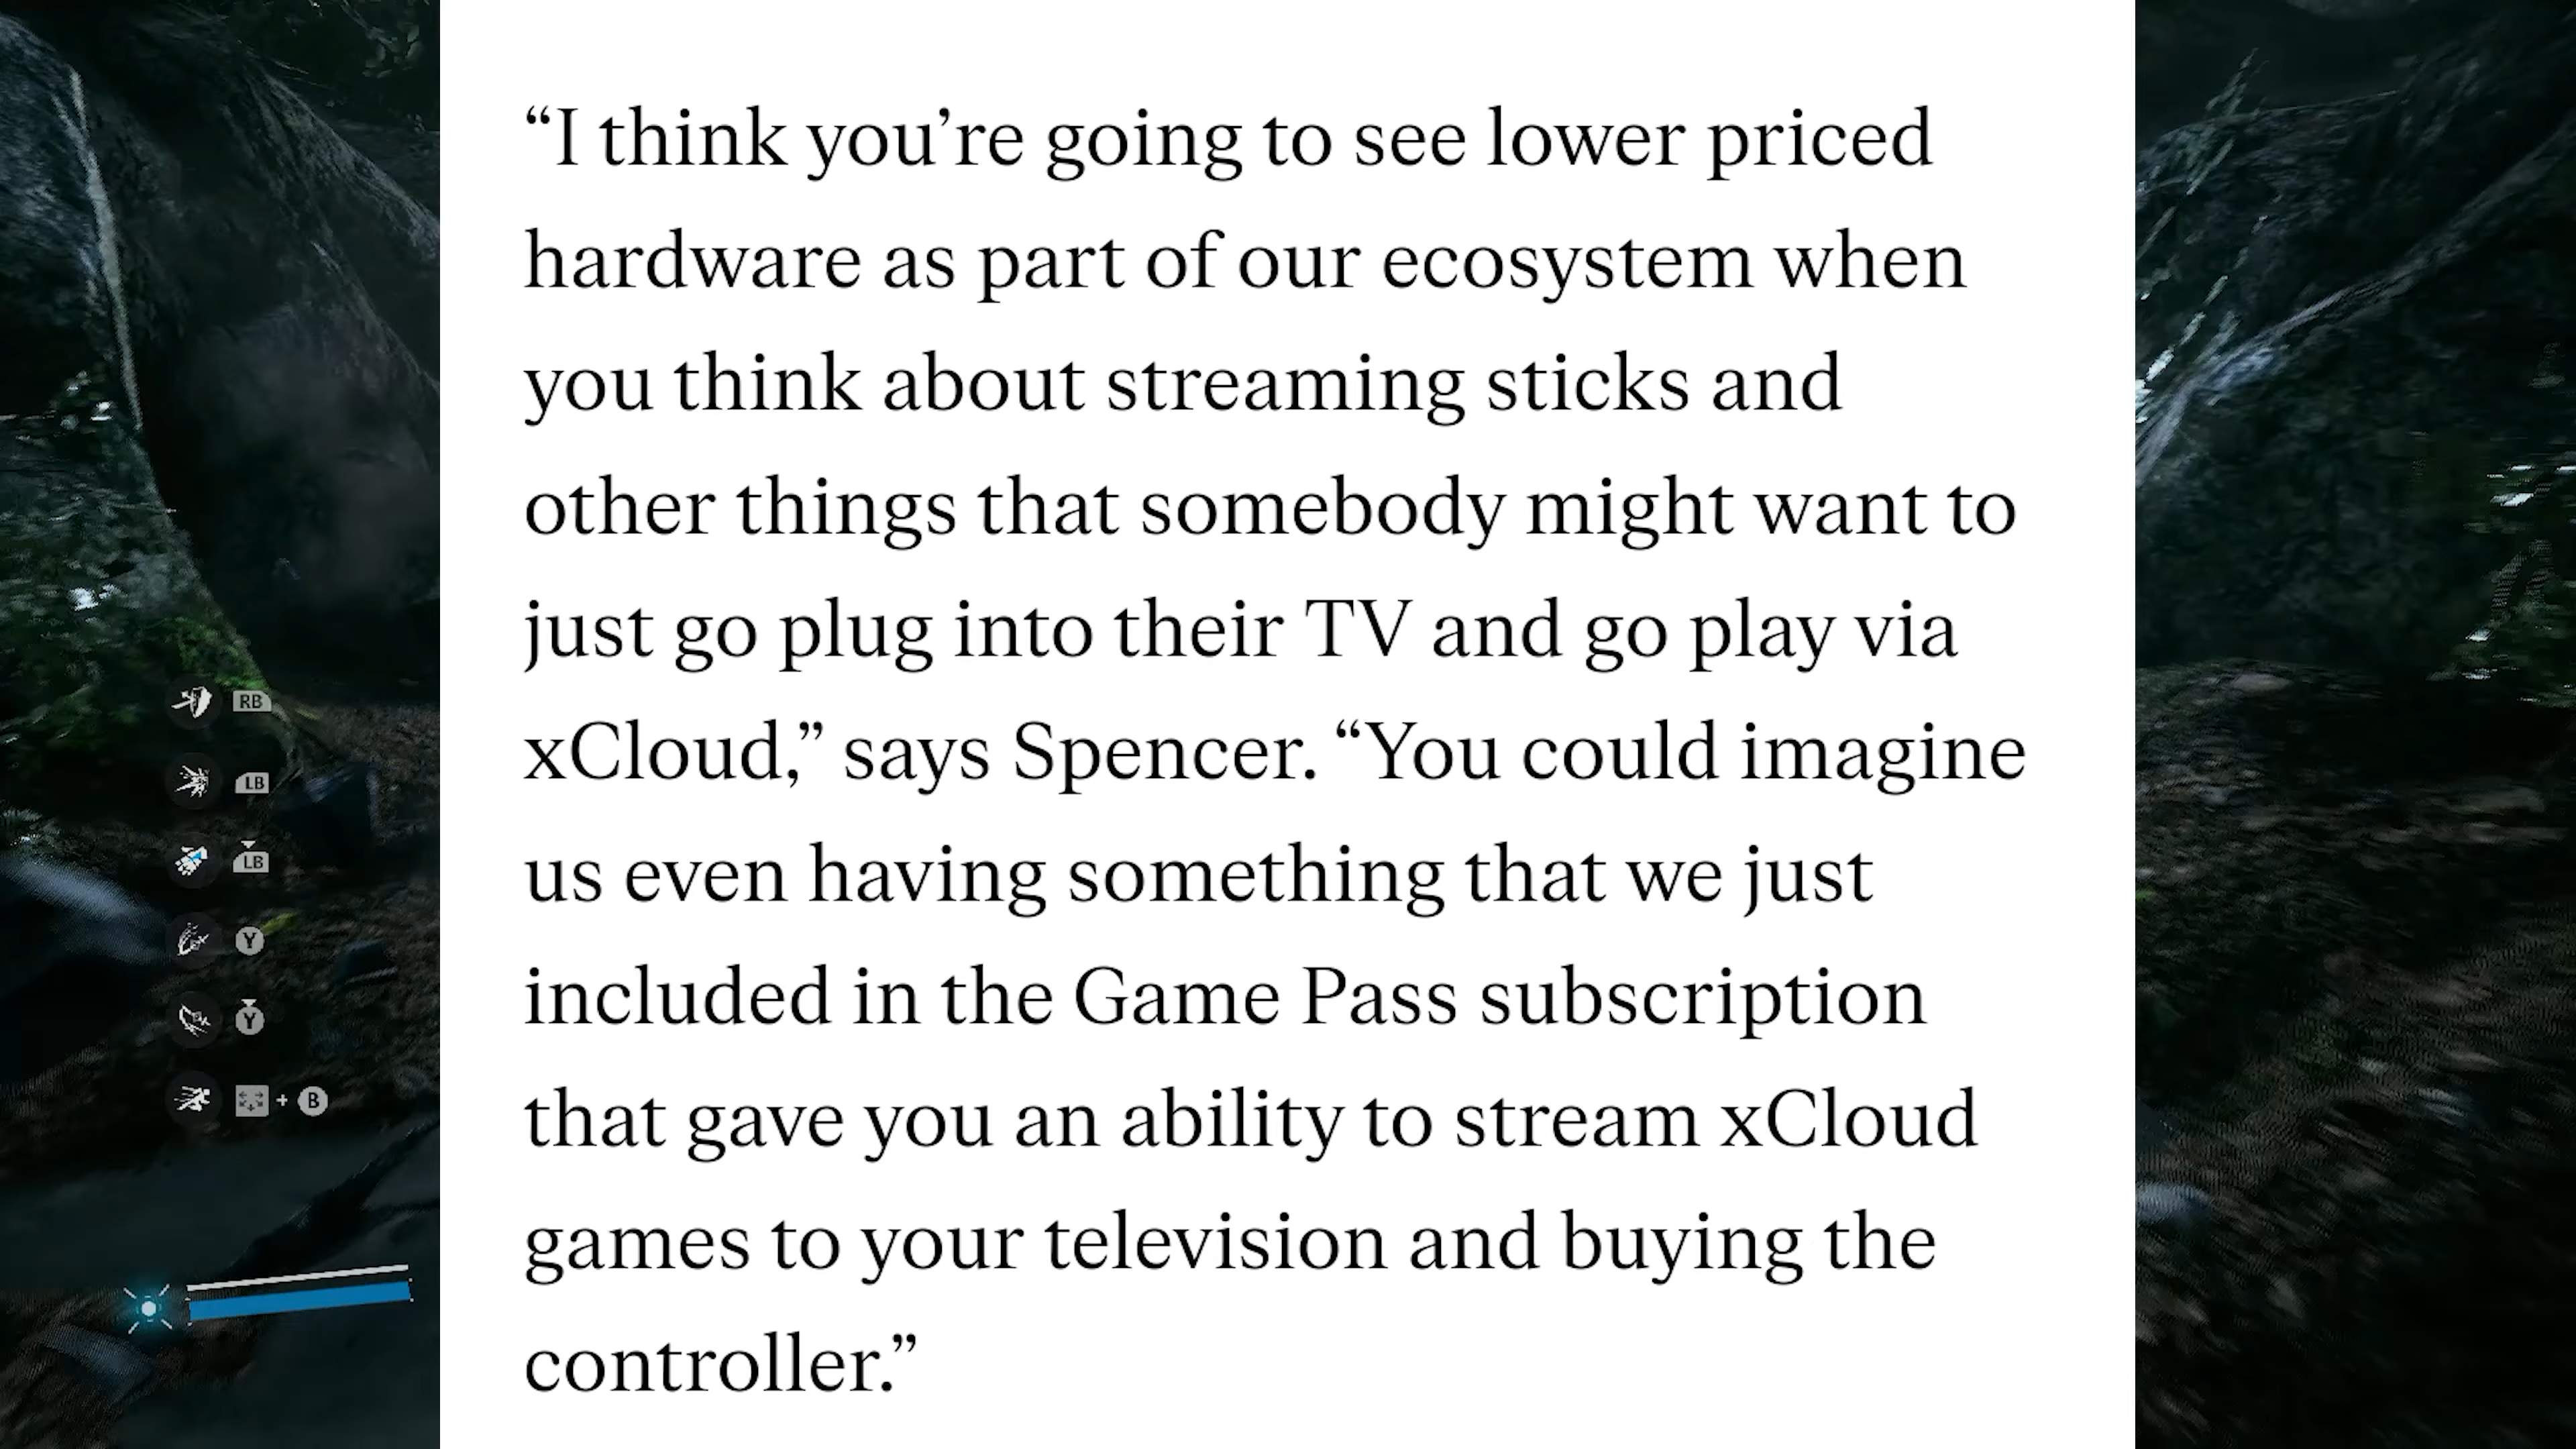 “I think you’re going to see lower priced
hardware as part of our ecosystem when
you think about streaming sticks and
other things that somebody might want to
just go plug into their TV and go play via
xCloud,” says Spencer. “You could imagine
us even having something that we just
included in the Game Pass subscription
that gave you an ability to stream xCloud
games to your television and buying the
controller.”
RB
LB
LB
Y
Y
+ B